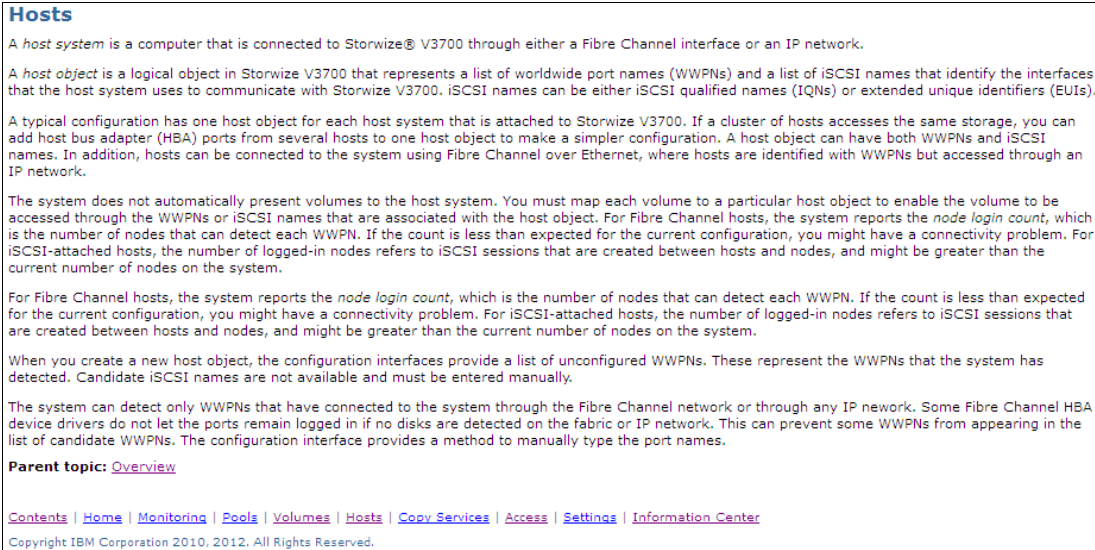 Hosts
A host system is a computer that is connected to Storwize® V3700 through either a Fibre Channel interface or an IP network.
A host object is a logical object in Storwize V3700 that represents a list of worldwide port names (WWPNs) and a list of iSCSI names that identify the interfaces
that the host system uses to communicate with Storwize V3700. iSCSI names can be either iSCSI qualified names (IQNs) or extended unique identifiers (EUIs).
A typical configuration has one host object for each host system that is attached to Storwize V3700. If a cluster of hosts accesses the same storage, you can
add host bus adapter (HBA) ports from several hosts to one host object to make a simpler configuration. A host object can have both WWPNs and iSCSI
names. In addition, hosts can be connected to the system using Fibre Channel over Ethernet, where hosts are identified with WWPNs but accessed through an
IP network.
The system does not automatically present volumes to the host system. You must map each volume to a particular host object to enable the volume to be
accessed through the WWPNs or iSCSI names that are associated with the host object. For Fibre Channel hosts, the system reports the node login count, which
is the number of nodes that can detect each WWPN. If the count is less than expected for the current configuration, you might have a connectivity problem. For
iSCSI-attached hosts, the number of logged-in nodes refers to iSCSI sessions that are created between hosts and nodes, and might be greater than the
current number of nodes on the system.
For Fibre Channel hosts, the system reports the node login count, which is the number of nodes that can detect each WWPN. If the count is less than expected
for the current configuration, you might have a connectivity problem. For iSCSI-attached hosts, the number of logged-in nodes refers to iSCSI sessions that
are created between hosts and nodes, and might be greater than the current number of nodes on the system.
When you create a new host object, the configuration interfaces provide a list of unconfigured WWPNs. These represent the WWPNs that the system has
detected. Candidate iSCSI names are not available and must be entered manually.
The system can detect only WWPNs that have connected to the system through the Fibre Channel network or through any IP nework. Some Fibre Channel HBA
device drivers do not let the ports remain logged in if no disks are detected on the fabric or IP network. This can prevent some WWPNs from appearing in the
list of candidate WWPNs. The configuration interface provides a method to manually type the port names.
Parent topic: Overview
Contents | Home | Monitoring | Pools | Volumes | Hosts | Copy Services | Access | Settings | Information Center
Copyright IBM Corporation 2010, 2012. All Rights Reserved.